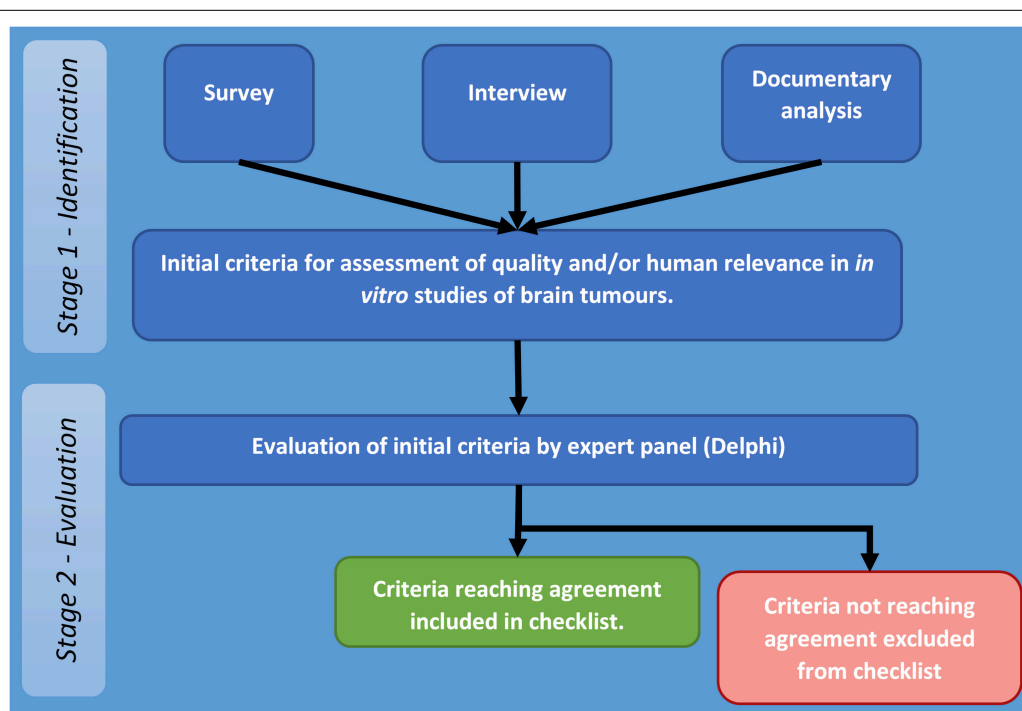 Stage 1 - Identification
Survey
Interview
Documentary
analysis
Initial criteria for assessment of quality and/or human relevance in in
vitro studies of brain tumours.
Stage 2 - Evaluation
Evaluation of initial criteria by expert panel (Delphi)
Criteria reaching agreement
included in checklist.
Criteria not reaching
agreement excluded
from checklist